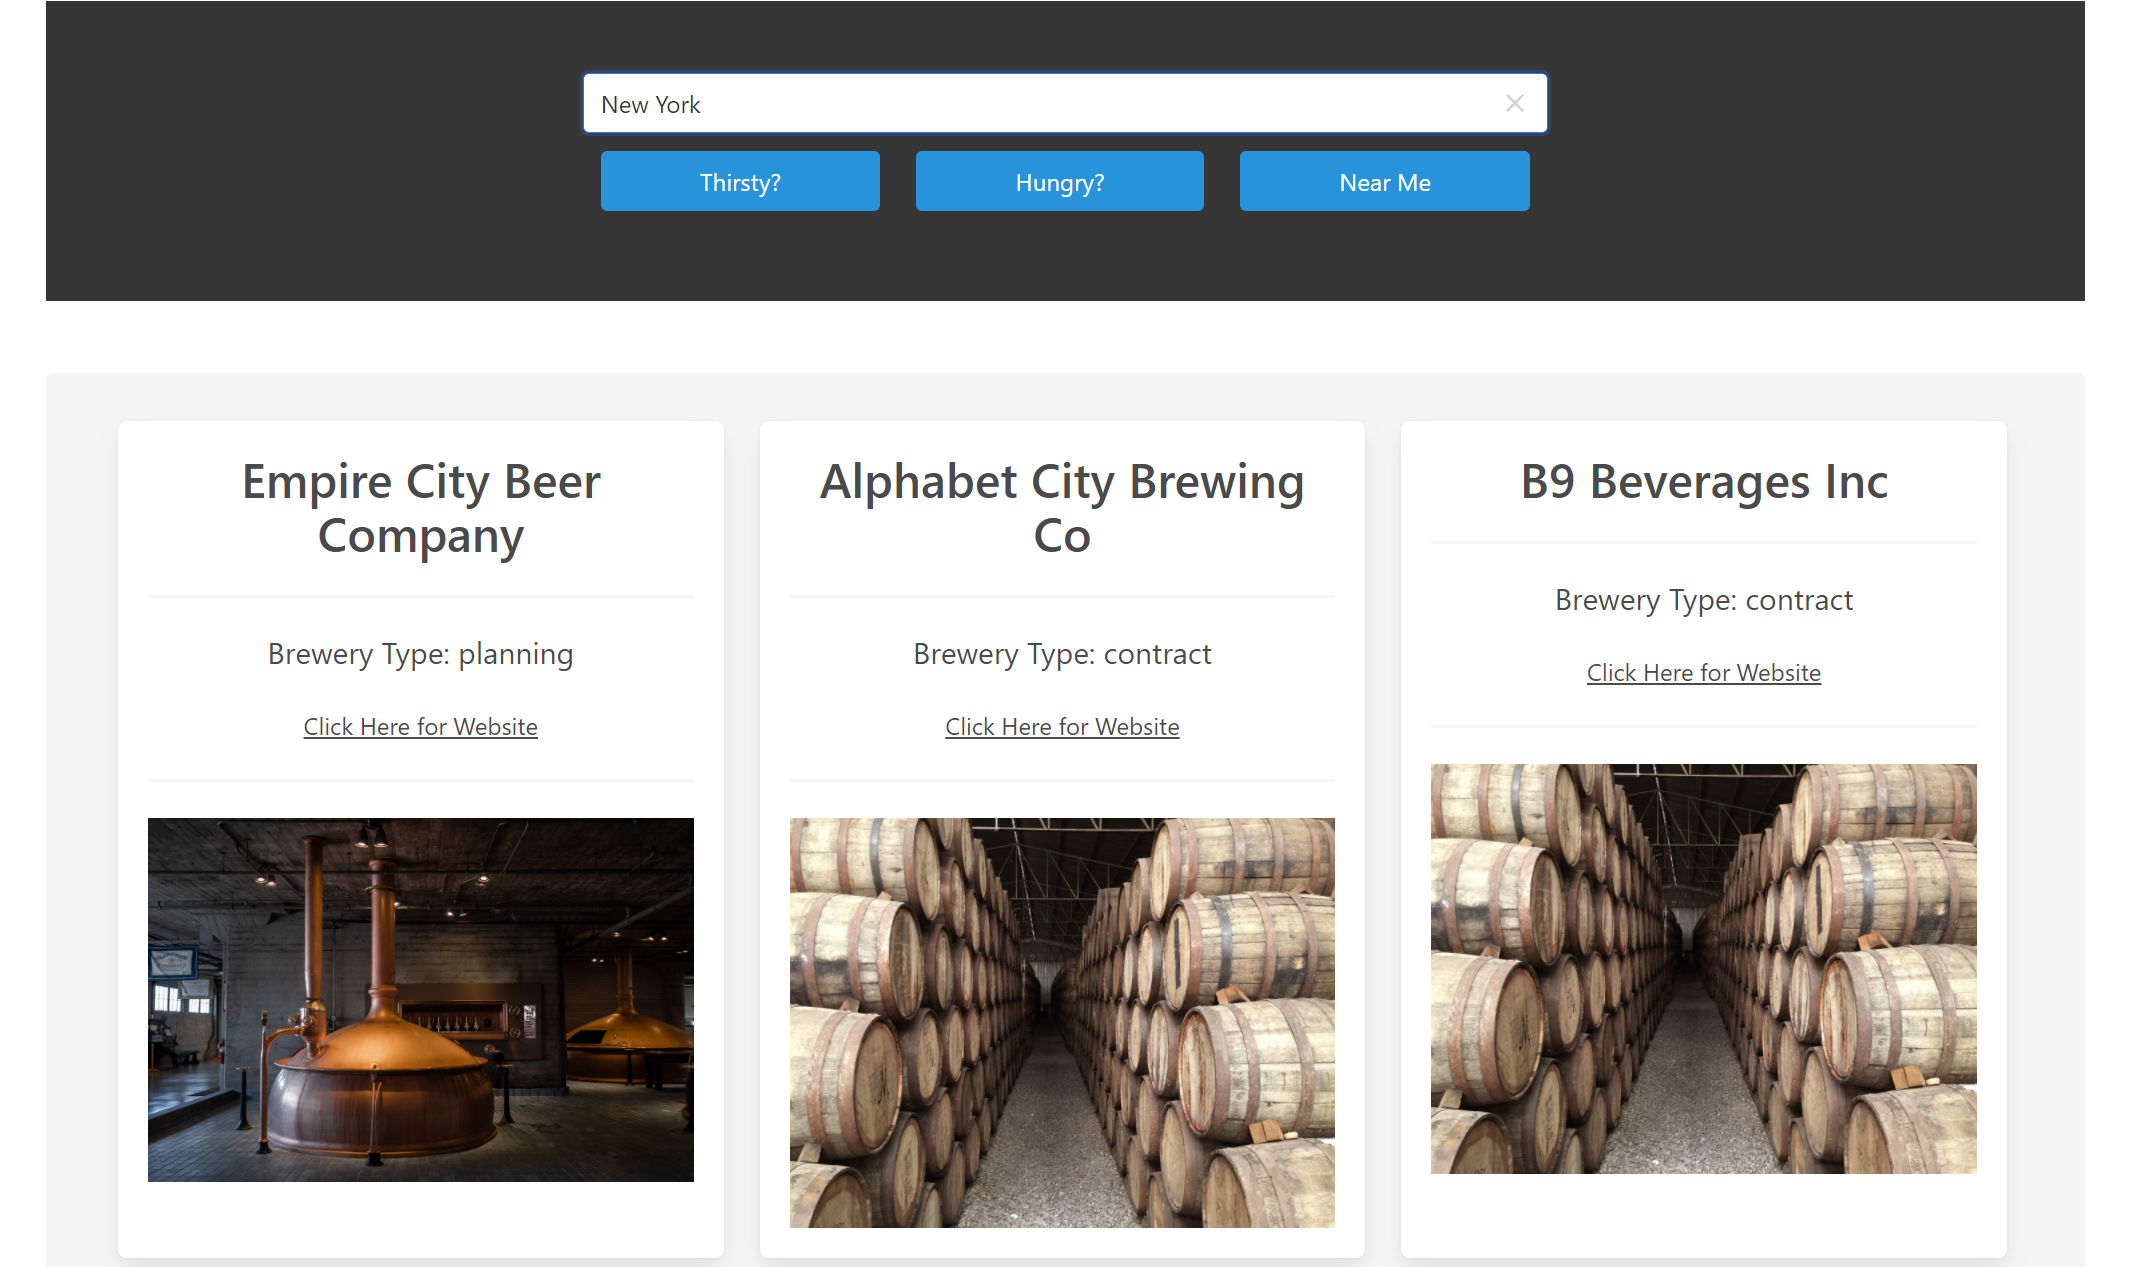 New York
Thirsty?
Hungry?
Near Me
Empire City Beer
Company
Brewery Type: planning
Click Here for Website
Alphabet City Brewing
Co
Brewery Type: contract
Click Here for Website
B9 Beverages Inc
Brewery Type: contract
Click Here for Website